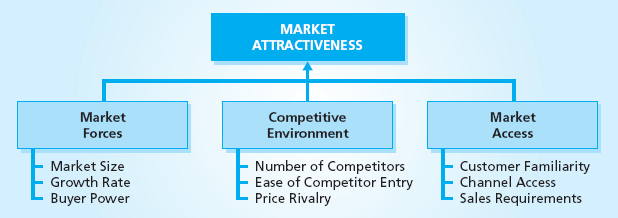 MARKET
ATTRACTIVENESS
Market
Forces
Market Size
Growth Rate
Buyer Power
Competitive
Environment
Number of Competitors
Ease of Competitor Entry
Price Rivalry
Market
Access
Customer Familiarity
Channel Access
Sales Requirements